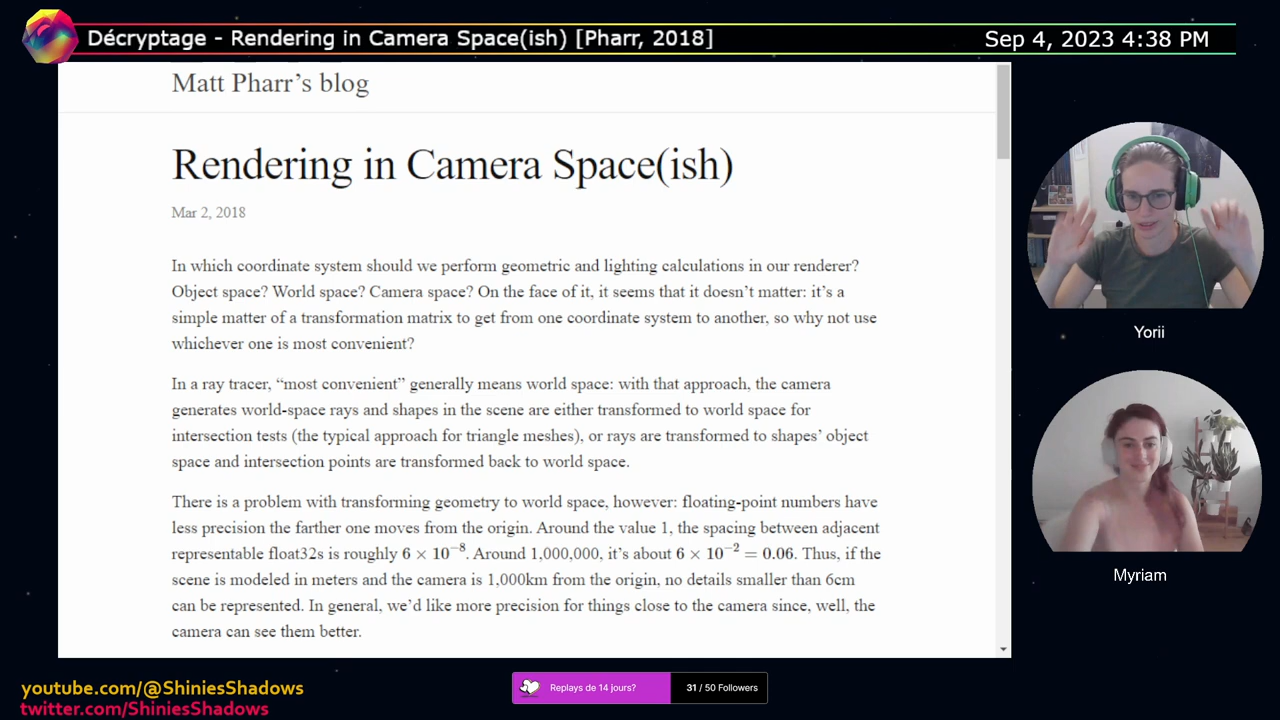 Décryptage - Rendering in Camera Space(ish) [Pharr, 2018]
Sep 4, 2023 4:38 PM
Matt Pharr’s blog
Rendering in Camera Space(ish)
Mar 2, 2018
In which coordinate system should we perform geometric and lighting calculations in our renderer?
Object space? World space? Camera space? On the face of it, it seems that it doesn’t matter: it’s a
simple matter of a transformation matrix to get from one coordinate system to another, so why not use
whichever one is most convenient?
In a ray tracer, “most convenient” generally means world space: with that approach, the camera
generates world-space rays and shapes in the scene are either transformed to world space for
intersection tests (the typical approach for triangle meshes), or rays are transformed to shapes’ object
space and intersection points are transformed back to world space.
There is a problem with transforming geometry to world space, however: floating-point numbers have
less precision the farther one moves from the origin. Around the value 1, the spacing between adjacent
representable float32s is roughly 6 × 10⁻⁸. Around 1,000,000, it’s about 6 × 10⁻² = 0.06. Thus, if the
scene is modeled in meters and the camera is 1,000km from the origin, no details smaller than 6cm
can be represented. In general, we’d like more precision for things close to the camera since, well, the
camera can see them better.
Yorii
Myriam
Replays de 14 jours?
31 / 50 Followers
youtube.com/@ShiniesShadows
twitter.com/ShiniesShadows